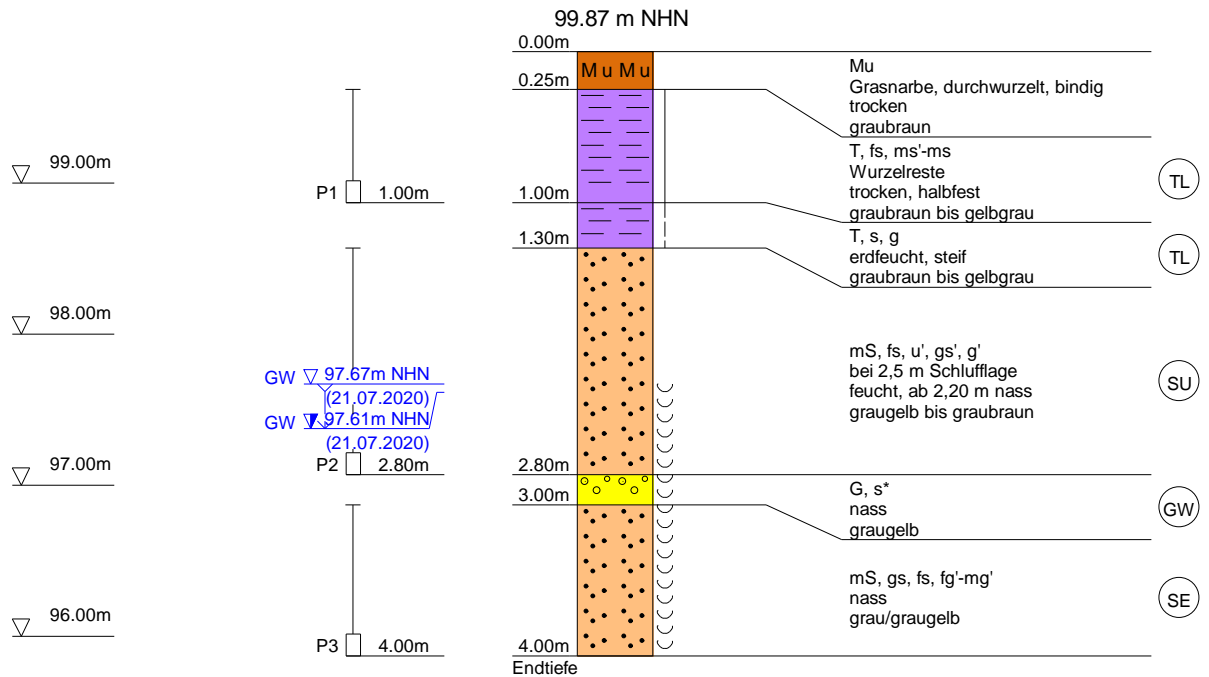 99.87 m NHN
0.00m
Mu Mu
0.25m
Mu
Grasnarbe, durchwurzelt, bindig
trocken
graubraun
99.00m
P1 1.00m
1.00m
T, fs, ms'-ms
Wurzelreste
trocken, halbfest
graubraun bis gelbgrau
TL
1.30m
T, s, g
erdfeucht, steif
graubraun bis gelbgrau
TL
98.00m
GW 97.67m NHN
(21.07.2020)
GW 97.61m NHN
(21.07.2020)
mS, fs, u', gs', g'
bei 2,5 m Schlufflage
feucht, ab 2,20 m nass
graugelb bis graubraun
SU
97.00m
P2 2.80m
2.80m
3.00m
G, s*
nass
graugelb
GW
mS, gs, fs, fg'-mg'
nass
grau/graugelb
SE
96.00m
P3 4.00m
4.00m
Endtiefe